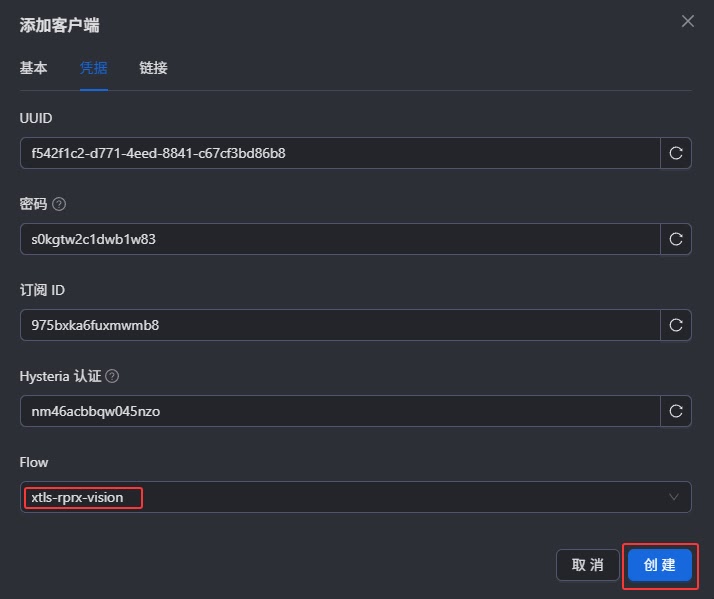 添加客户端
基本 凭据 链接
UUID
f542f1c2-d771-4eed-8841-c67cf3bd86b8
密码
s0kgtw2c1dwb1w83
订阅 ID
975bxka6fuxmwmb8
Hysteria 认证
nm46acbbqw045nzo
Flow
xtls-rprx-vision
取消 创建